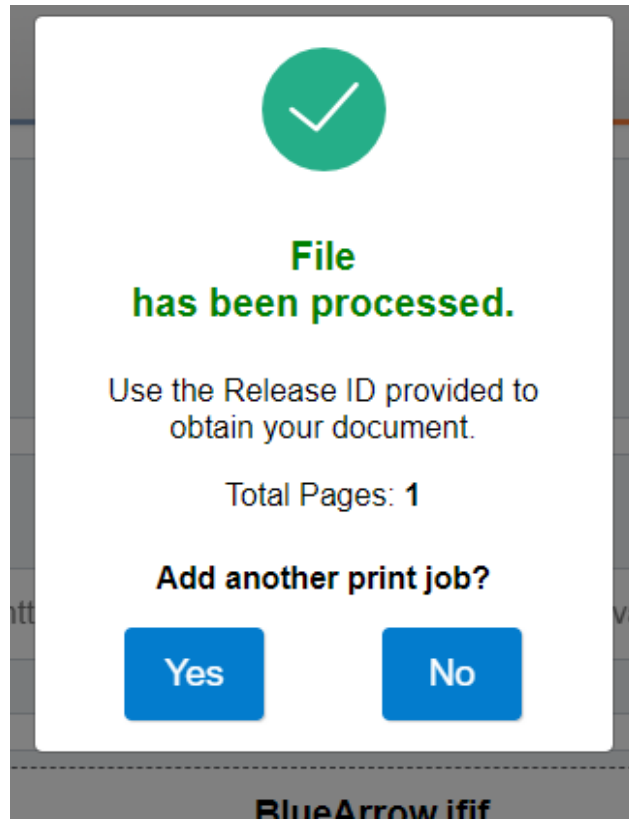 File
has been processed.
Use the Release ID provided to
obtain your document.
Total Pages: 1
Add another print job?
Yes
No
BlueArrow.jfif